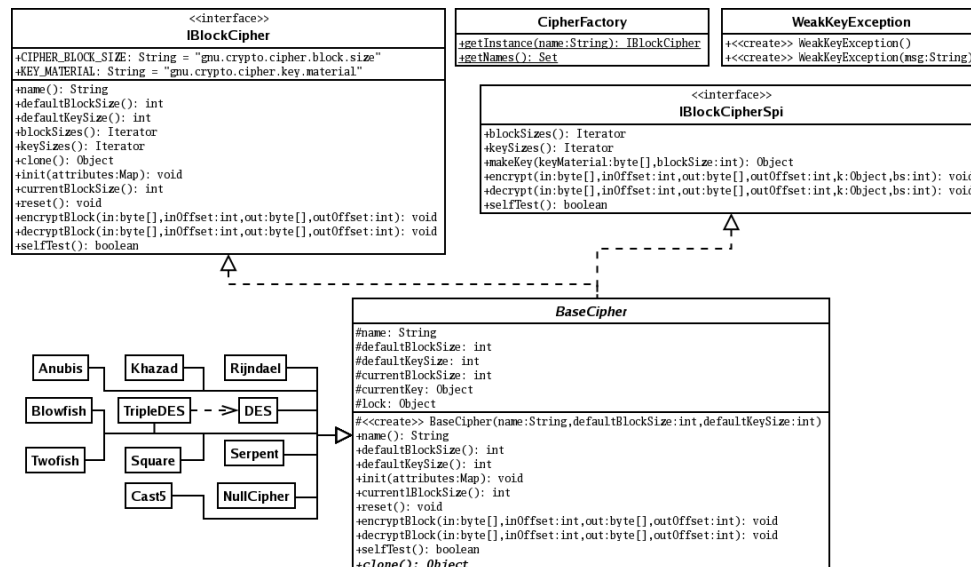 <<interface>>
IBlockCipher
+CIPHER_BLOCK_SIZE: String = "gnu.crypto.cipher.block.size"
+KEY_MATERIAL: String = "gnu.crypto.cipher.key.material"
+name(): String
+defaultBlockSize(): int
+defaultKeySize(): int
+blockSizes(): Iterator
+keySizes(): Iterator
+clone(): Object
+init(attributes:Map): void
+currentBlockSize(): int
+reset(): void
+encryptBlock(in:byte[],inOffset:int,out:byte[],outOffset:int): void
+decryptBlock(in:byte[],inOffset:int,out:byte[],outOffset:int): void
+selfTest(): boolean
CipherFactory
+getInstance(name:String): IBlockCipher
+getNames(): Set
WeakKeyException
+<<create>> WeakKeyException()
+<<create>> WeakKeyException(msg:String)
<<interface>>
IBlockCipherSpi
+blockSizes(): Iterator
+keySizes(): Iterator
+makeKey(keyMaterial:byte[],blockSize:int): Object
+encrypt(in:byte[],inOffset:int,out:byte[],outOffset:int,k:Object,bs:int): void
+decrypt(in:byte[],inOffset:int,out:byte[],outOffset:int,k:Object,bs:int): void
+selfTest(): boolean
BaseCipher
#name: String
#defaultBlockSize: int
#defaultKeySize: int
#currentBlockSize: int
#currentKey: Object
#lock: Object
#<<create>> BaseCipher(name:String,defaultBlockSize:int,defaultKeySize:int)
+name(): String
+defaultBlockSize(): int
+defaultKeySize(): int
+init(attributes:Map): void
+currentlBlockSize(): int
+reset(): void
+encryptBlock(in:byte[],inOffset:int,out:byte[],outOffset:int): void
+decryptBlock(in:byte[],inOffset:int,out:byte[],outOffset:int): void
+selfTest(): boolean
+clone(): Object
Anubis
Khazad
Rijndael
Blowfish
TripleDES
DES
Twofish
Square
Serpent
Cast5
NullCipher